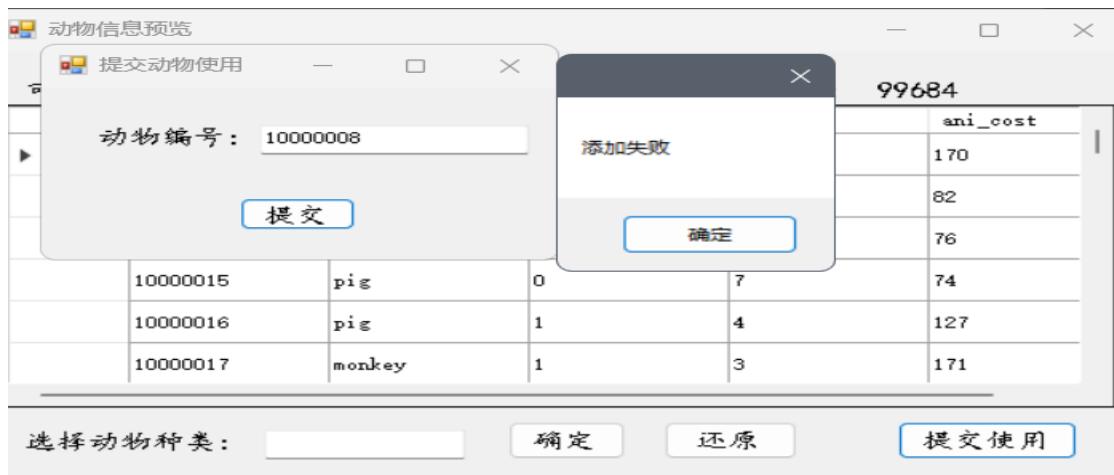 动物信息预览
提交动物使用
99684
动物编号: 10000008
添加失败
提交
确定
ani_cost
170
82
76
10000015 pig 0 7 74
10000016 pig 1 4 127
10000017 monkey 1 3 171
选择动物种类: 确定 还原 提交使用